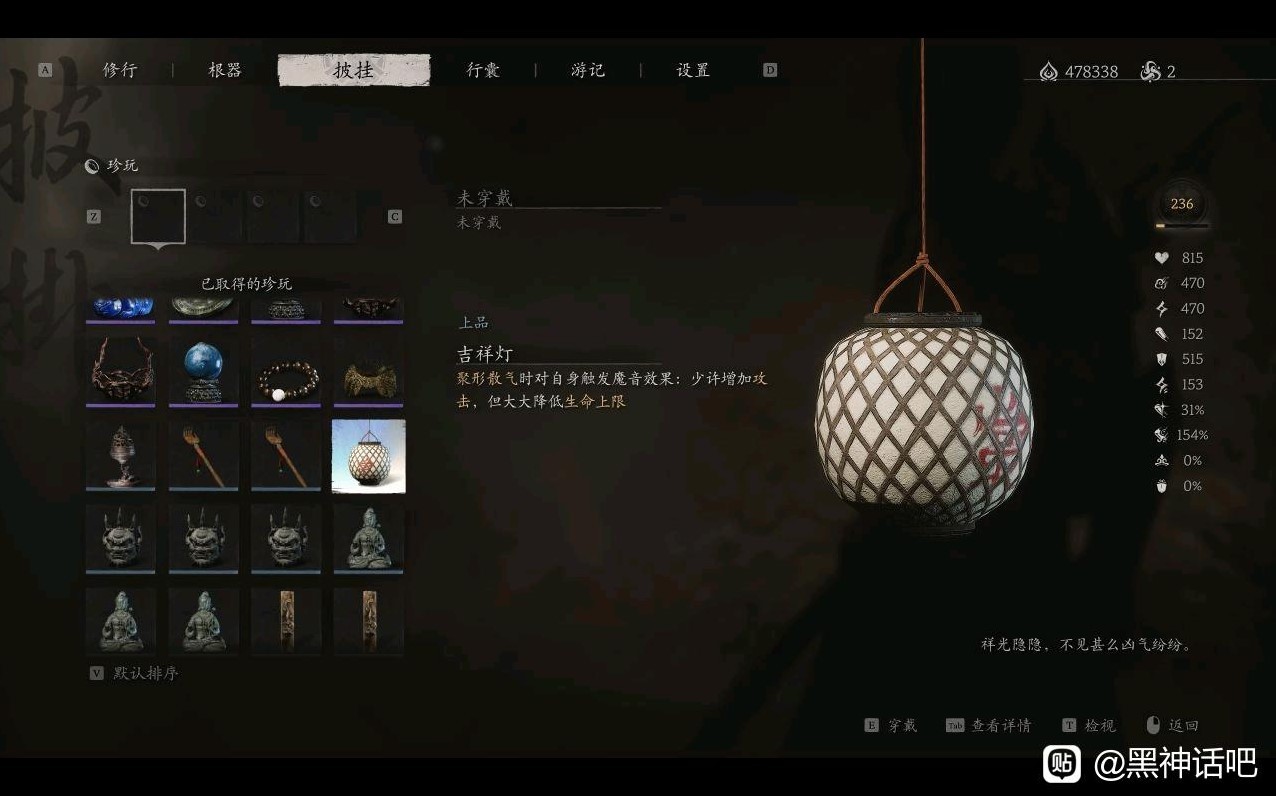 A 修行 根器 披挂 行囊 游记 设置 D
478338 2
披挂
珍玩
Z C
未穿戴
未穿戴
236
815
470
470
152
515
153
31%
154%
0%
0%
已取得的珍玩
上品
吉祥灯
聚形散气时对自身触发魔音效果：少许增加攻
击，但大大降低生命上限
祥光隐隐，不见甚么凶气纷纷。
V 默认排序
E 穿戴 Tab 查看详情 T 检视 返回
贴 @黑神话吧